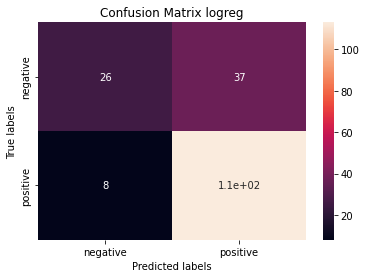 Confusion Matrix logreg
True labels
negative
26
37
positive
8
1.1e+02
negative
positive
Predicted labels
100
80
60
40
20